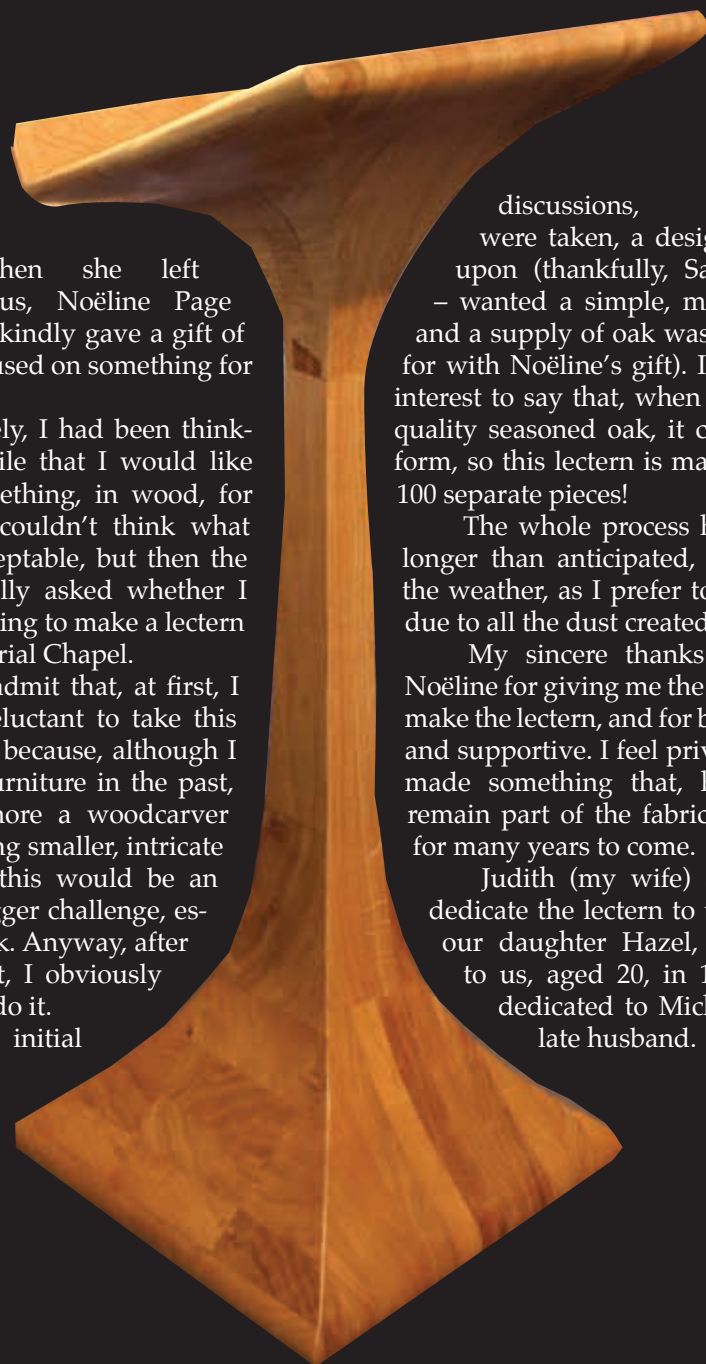 hen she left
us, Noëline Page
kindly gave a gift of
used on something for
ely, I had been think-
ile that I would like
ething, in wood, for
couldn't think what
eptable, but then the
lly asked whether I
ing to make a lectern
rial Chapel.
dmit that, at first, I
eluctant to take this
because, although I
urniture in the past,
ore a woodcarver
ng smaller, intricate
this would be an
gger challenge, es-
k. Anyway, after
t, I obviously
do it.
initial
discussions,
were taken, a desig
upon (thankfully, Sa
– wanted a simple, m
and a supply of oak was
for with Noëline's gift). I
interest to say that, when
quality seasoned oak, it c
form, so this lectern is ma
100 separate pieces!
The whole process h
longer than anticipated,
the weather, as I prefer to
due to all the dust created
My sincere thanks
Noëline for giving me the
make the lectern, and for b
and supportive. I feel priv
made something that, h
remain part of the fabric
for many years to come.
Judith (my wife)
dedicate the lectern to
our daughter Hazel,
to us, aged 20, in 1
dedicated to Mich
late husband.